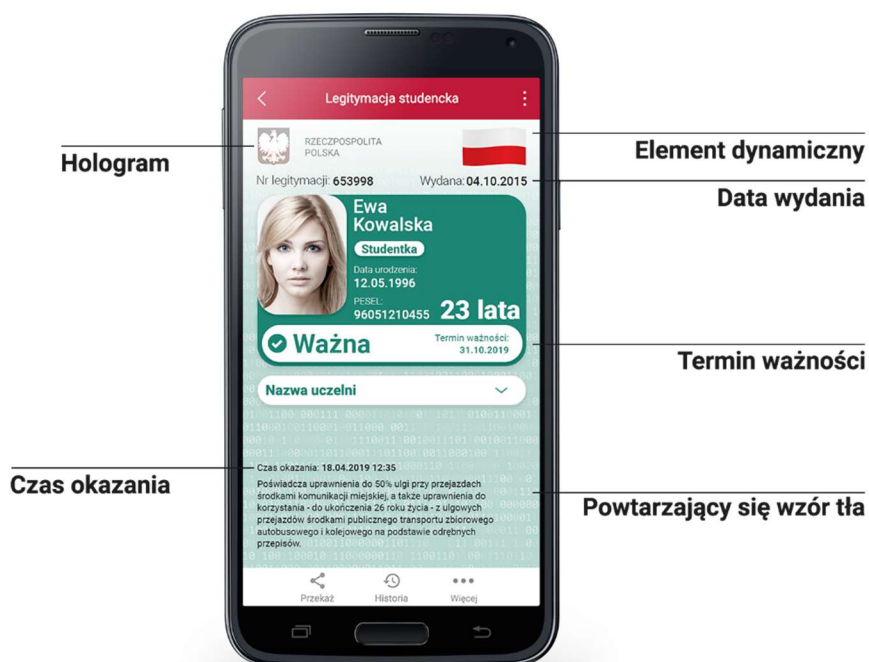 Legitymacja studencka
RZECZPOSPOLITA
POLSKA
Nr legitymacji: 653998
Wydana: 04.10.2015
Ewa
Kowalska
Studentka
Data urodzenia:
12.05.1996
PESEL:
96051210455
23 lata
Ważna
Termin ważności:
31.10.2019
Nazwa uczelni
Czas okazania: 18.04.2019 12:35
Poświadcza uprawnienia do 50% ulgi przy przejazdach
środkami komunikacji miejskiej, a także uprawnienia do
korzystania - do ukończenia 26 roku życia - z ulgowych
przejazdów środkami publicznego transportu zbiorowego
autobusowego i kolejowego na podstawie odrębnych
przepisów.
Przekaż
Historia
Więcej
Hologram
Czas okazania
Element dynamiczny
Data wydania
Termin ważności
Powtarzający się wzór tła